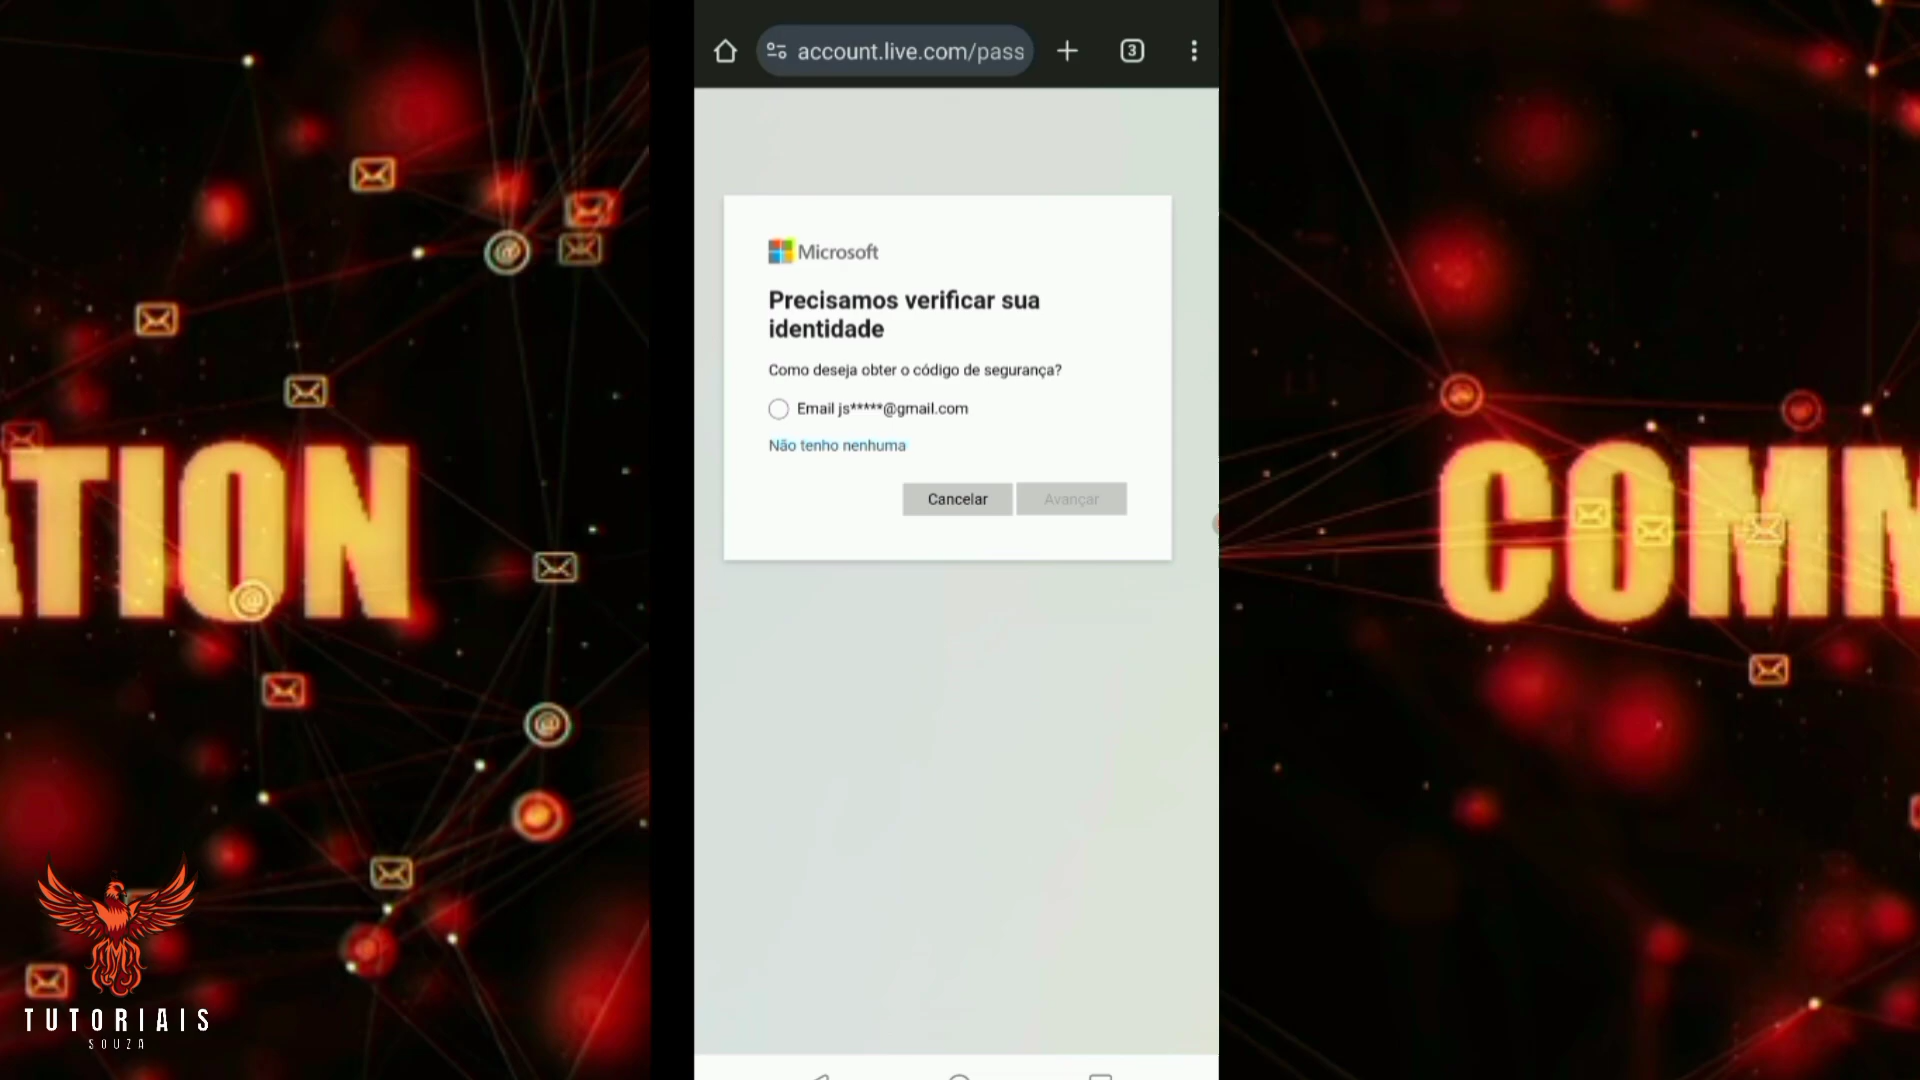 account.live.com/pass
3
Microsoft
Precisamos verificar sua
identidade
Como deseja obter o código de segurança?
Email js*****@gmail.com
Não tenho nenhuma
Cancelar
Avançar
ATION
COMM
TUTORIAIS
SOUZA